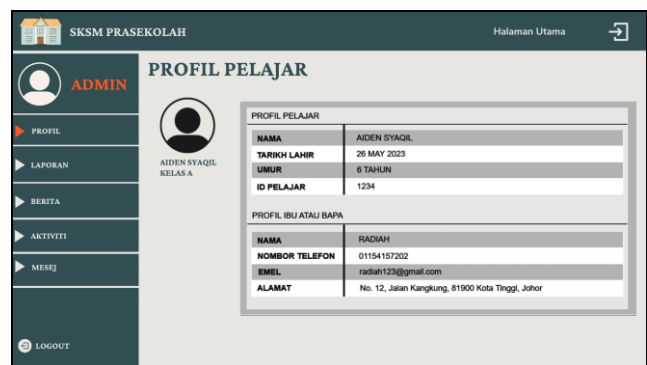 SKSM PRASEKOLAH
Halaman Utama
ADMIN
PROFIL
LAPORAN
BERITA
AKTIVITI
MESEJ
LOGOUT
PROFIL PELAJAR
AIDEN SYAQIL
KELAS A
PROFIL PELAJAR
NAMA AIDEN SYAQIL
TARIKH LAHIR 26 MAY 2023
UMUR 6 TAHUN
ID PELAJAR 1234
PROFIL IBU ATAU BAPA
NAMA RADIAH
NOMBOR TELEFON 01154157202
EMEL radiah123@gmail.com
ALAMAT No. 12, Jalan Kangkung, 81900 Kota Tinggi, Johor